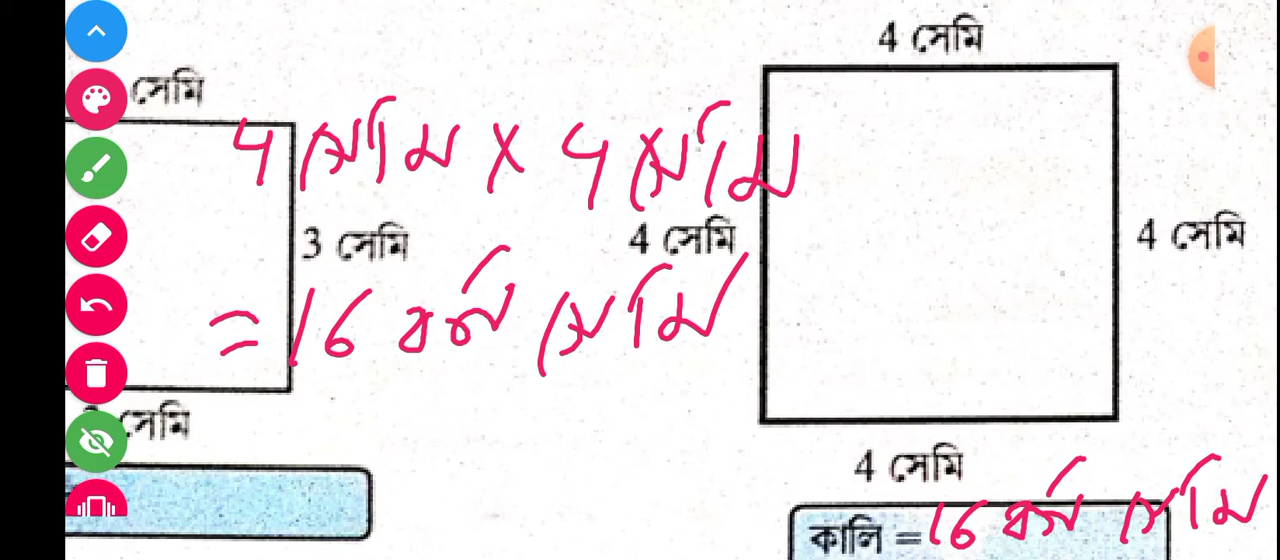 4 সেমি
সেমি
4 সেমি × 4 সেমি
3 সেমি
4 সেমি
4 সেমি
= 16 বর্গ সেমি
সেমি
4 সেমি
কালি = 16 বর্গ সেমি